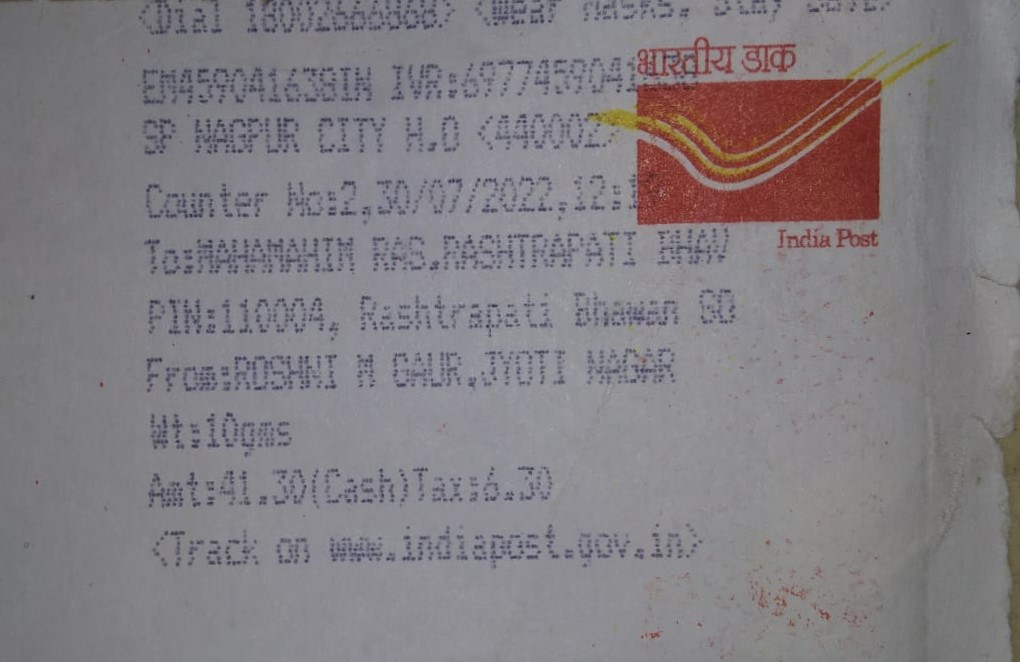 <Dial 18002666868> <Wear Masks, Stay Safe>
EM459041638IN IVR:6977459041638
भारतीय डाक
SP NAGPUR CITY H.O <440002>
Counter No:2,30/07/2022,12:1
India Post
To:MAHAMAHIM RAS,RASHTRAPATI BHAW
PIN:110004, Rashtrapati Bhawan SO
From:ROSHNI M GAUR,JYOTI NAGAR
Wt:10gms
Amt:41.30(Cash)Tax:6.30
<Track on www.indiapost.gov.in>